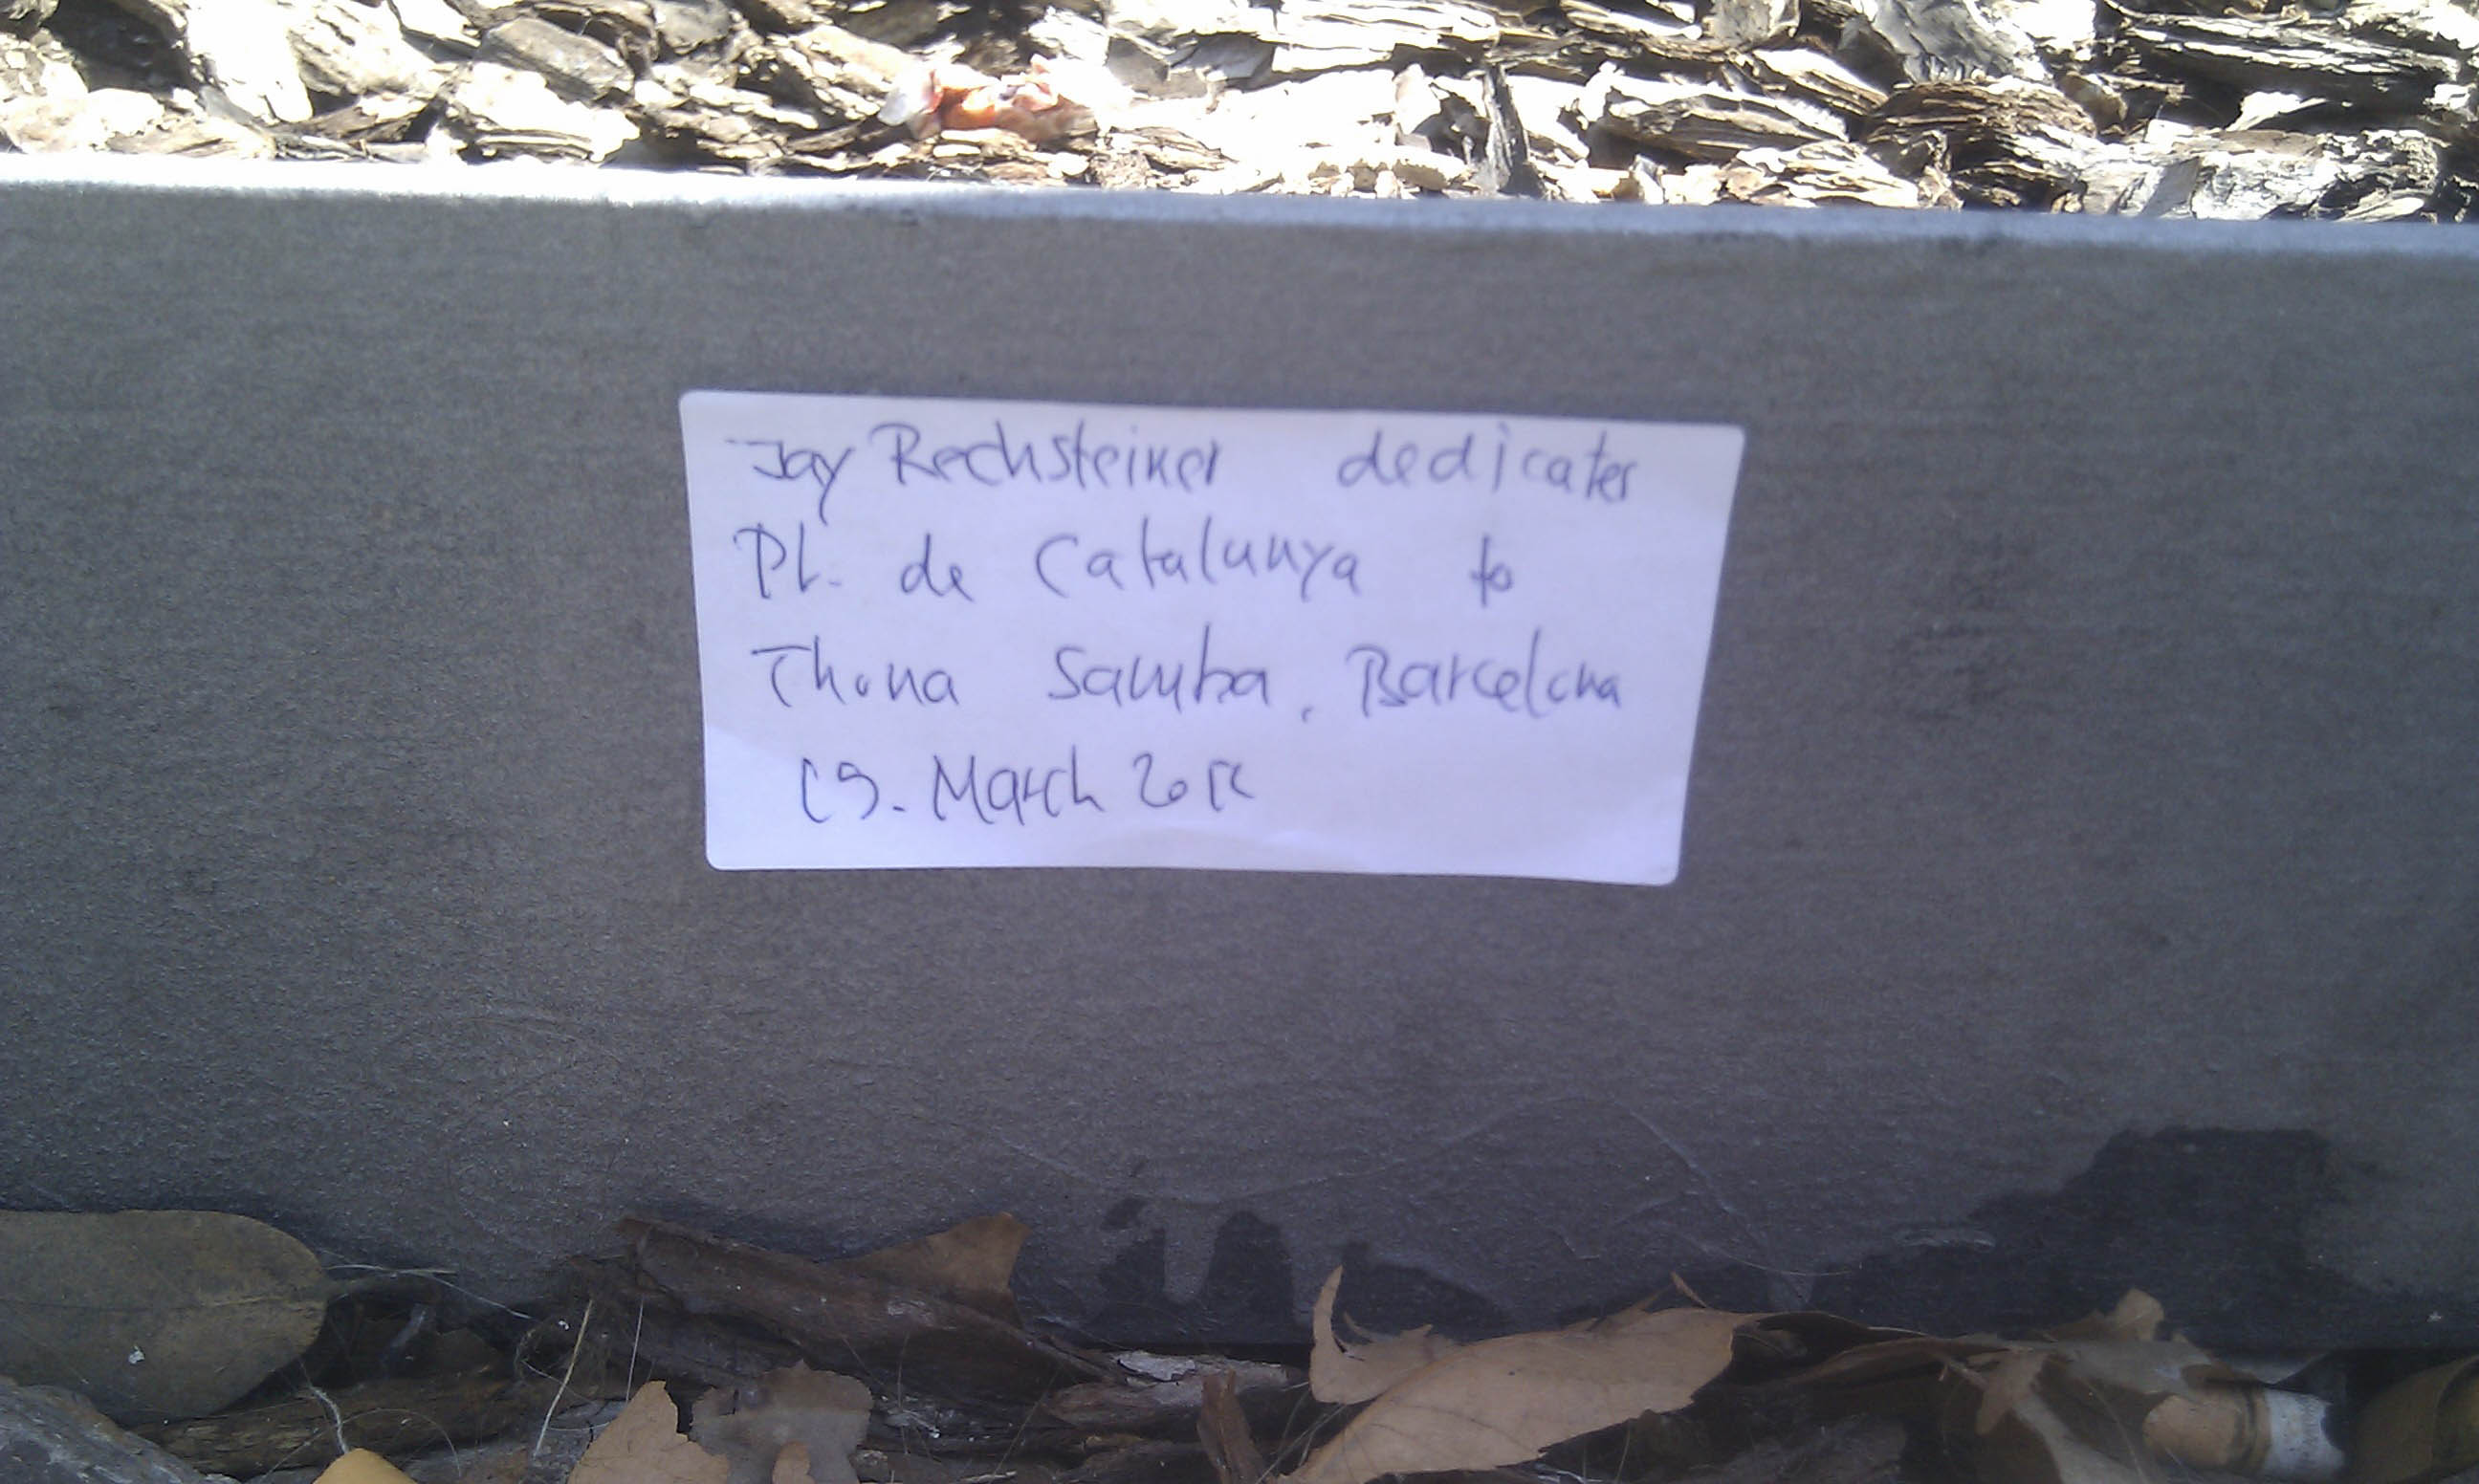 Jay Rechsteiner dedicates
Pl. de Catalunya to
Thona Samba, Barcelona
19. March 2012